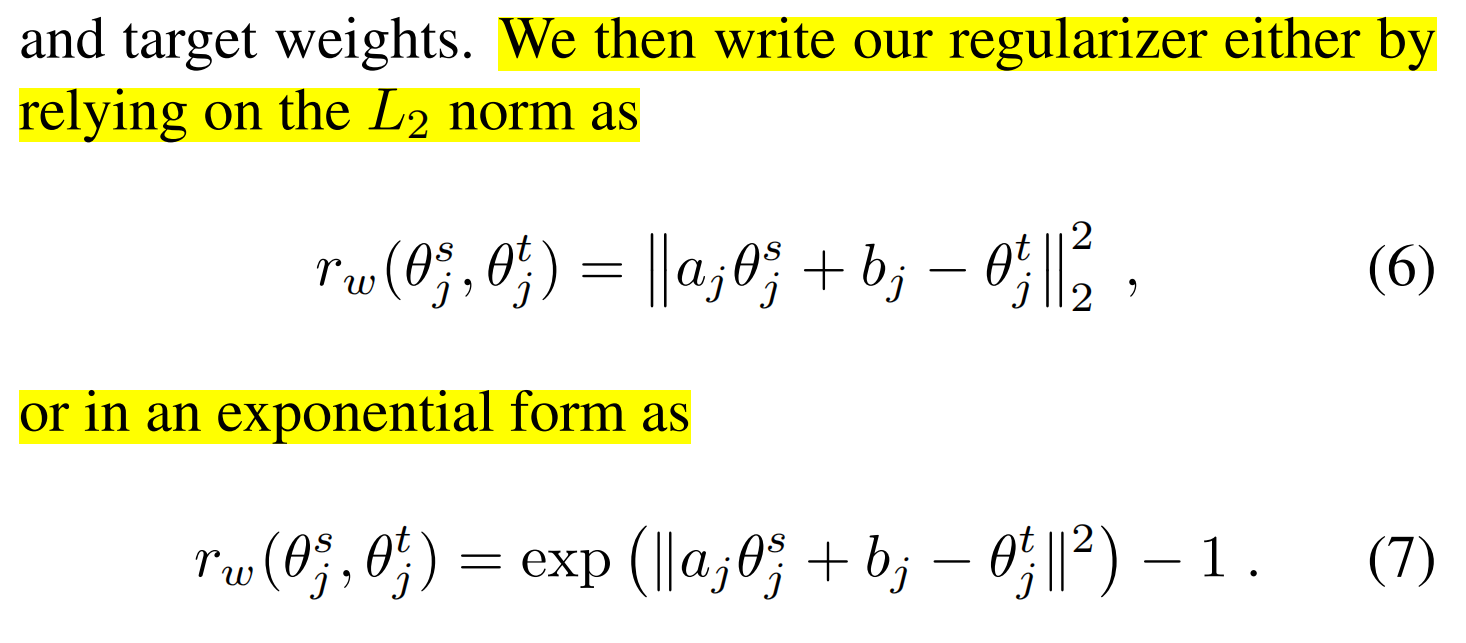 and target weights. We then write our regularizer either by
relying on the $L_2$ norm as
$r_w(\theta_j^s, \theta_j^t) = \left\| a_j \theta_j^s + b_j - \theta_j^t \right\|_2^2 \ ,$ (6)
or in an exponential form as
$r_w(\theta_j^s, \theta_j^t) = \exp\left( \| a_j \theta_j^s + b_j - \theta_j^t \|^2 \right) - 1 \ .$ (7)